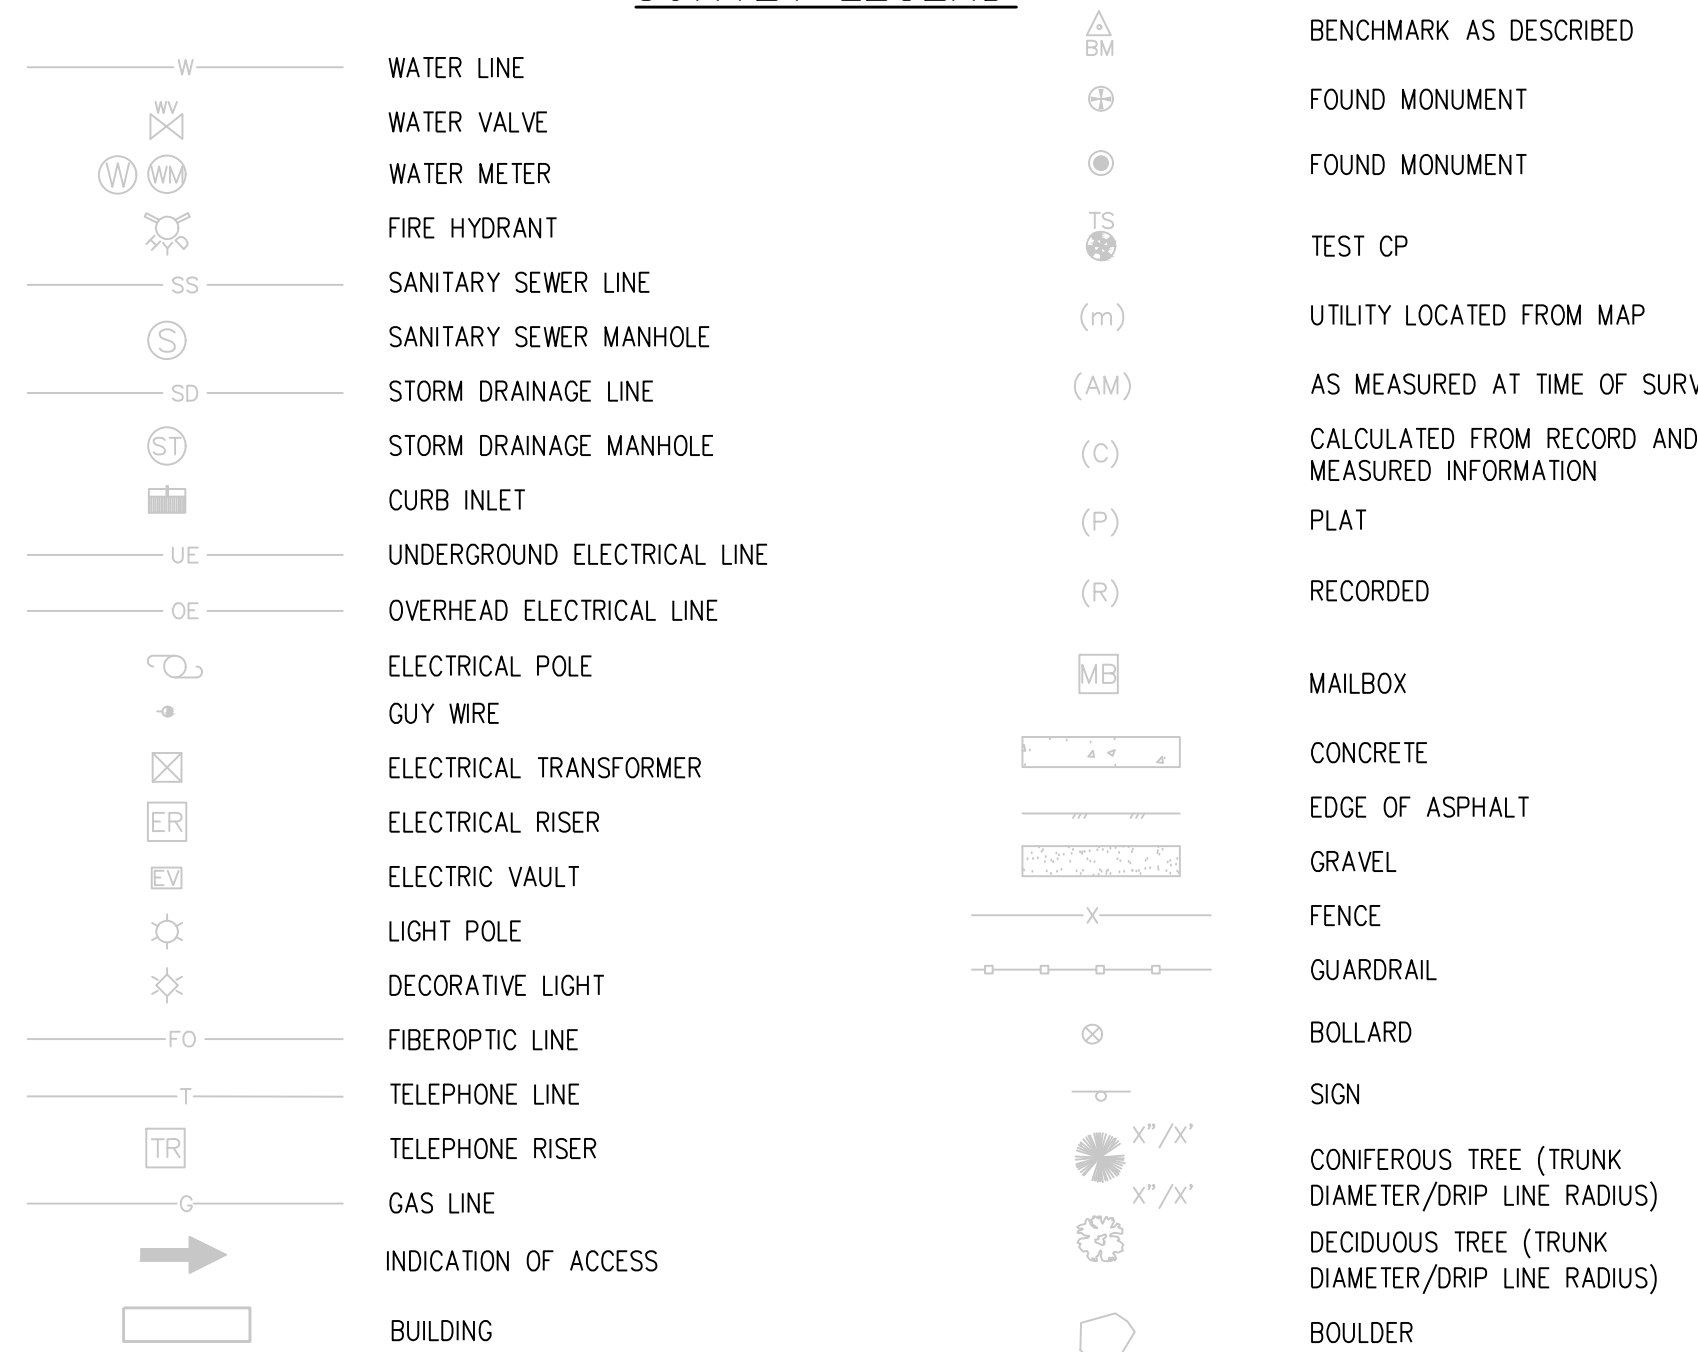 W WATER LINE
WV
WATER VALVE
W WM WATER METER
FIRE HYDRANT
SS SANITARY SEWER LINE
S SANITARY SEWER MANHOLE
SD STORM DRAINAGE LINE
ST STORM DRAINAGE MANHOLE
CURB INLET
UE UNDERGROUND ELECTRICAL LINE
OE OVERHEAD ELECTRICAL LINE
ELECTRICAL POLE
GUY WIRE
ELECTRICAL TRANSFORMER
ER ELECTRICAL RISER
EV ELECTRIC VAULT
LIGHT POLE
DECORATIVE LIGHT
FO FIBEROPTIC LINE
T TELEPHONE LINE
TR TELEPHONE RISER
G GAS LINE
INDICATION OF ACCESS
BUILDING
BENCHMARK AS DESCRIBED
BM
FOUND MONUMENT
FOUND MONUMENT
TS
TEST CP
(m) UTILITY LOCATED FROM MAP
(AM) AS MEASURED AT TIME OF
(C) CALCULATED FROM RECORD AND
MEASURED INFORMATION
(P) PLAT
(R) RECORDED
MB MAILBOX
CONCRETE
EDGE OF ASPHALT
GRAVEL
X FENCE
GUARDRAIL
BOLLARD
SIGN
X"/X'
CONIFEROUS TREE (TRUNK
X"/X' DIAMETER/DRIP LINE RADIUS)
DECIDUOUS TREE (TRUNK
DIAMETER/DRIP LINE RADIUS)
BOULDER